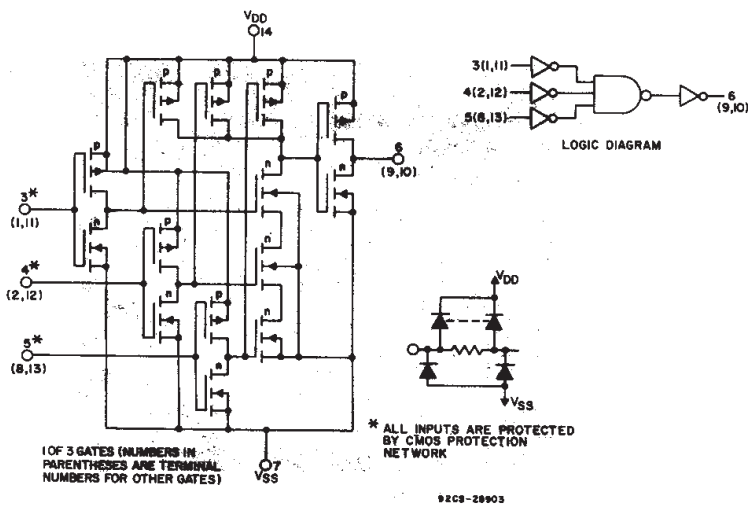 VDD
14
p
p
p
p
p
n
n
n
n
p
n
p
n
n
3*
(1,11)
4*
(2,12)
5*
(8,13)
6
(9,10)
1 OF 3 GATES (NUMBERS IN
PARENTHESES ARE TERMINAL
NUMBERS FOR OTHER GATES)
7
VSS
3(1,11)
4(2,12)
5(8,13)
6
(9,10)
LOGIC DIAGRAM
VDD
VSS
* ALL INPUTS ARE PROTECTED
BY CMOS PROTECTION
NETWORK
92CS-28903